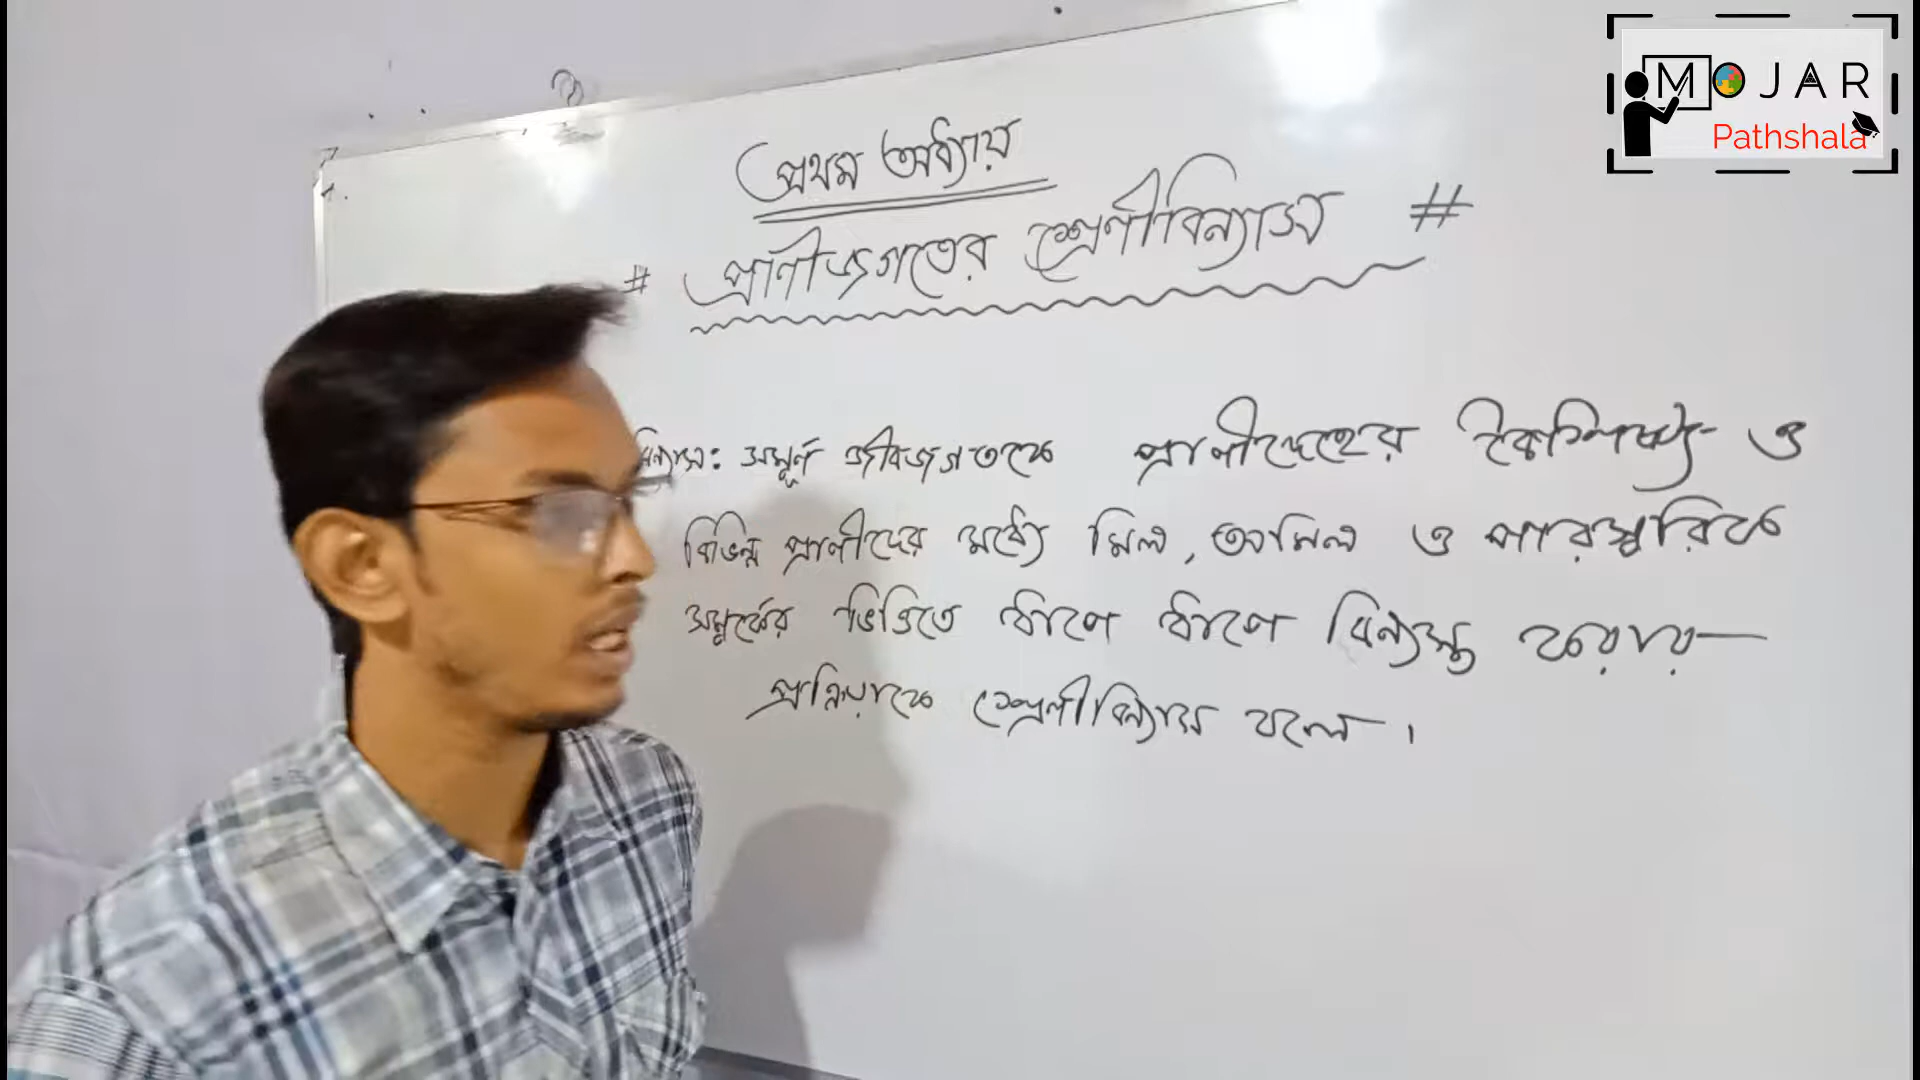 MOJAR
Pathshala
প্রথম অধ্যায়
# প্রাণীজগতের শ্রেণীবিন্যাস #
বিন্যাস: সম্পূর্ণ জীবজগতকে প্রাণীদেহের বৈশিষ্ট্য ও
বিভিন্ন প্রাণীদের মধ্যে মিল, অমিল ও পারস্পরিক
সম্পর্কের ভিত্তিতে ধাপে ধাপে বিন্যস্ত করার
প্রক্রিয়াকে শ্রেণীবিন্যাস বলে।